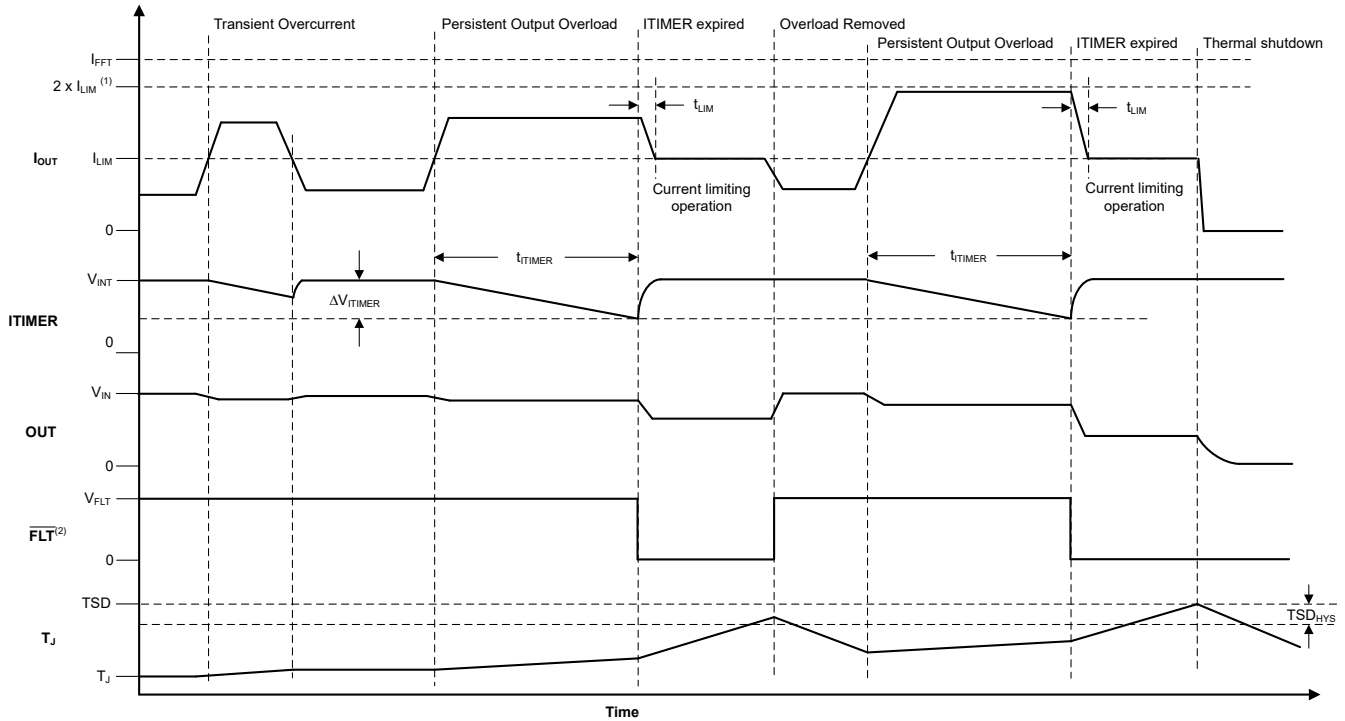 Transient Overcurrent
Persistent Output Overload
ITIMER expired
Overload Removed
Persistent Output Overload
ITIMER expired
Thermal shutdown
IFFT
2 x ILIM (1)
tLIM
tLIM
IOUT
ILIM
Current limiting
operation
Current limiting
operation
0
tITIMER
tITIMER
VINT
ΔVITIMER
ITIMER
0
VIN
OUT
0
VFLT
FLT(2)
0
TSD
TSDHYS
TJ
TJ
Time